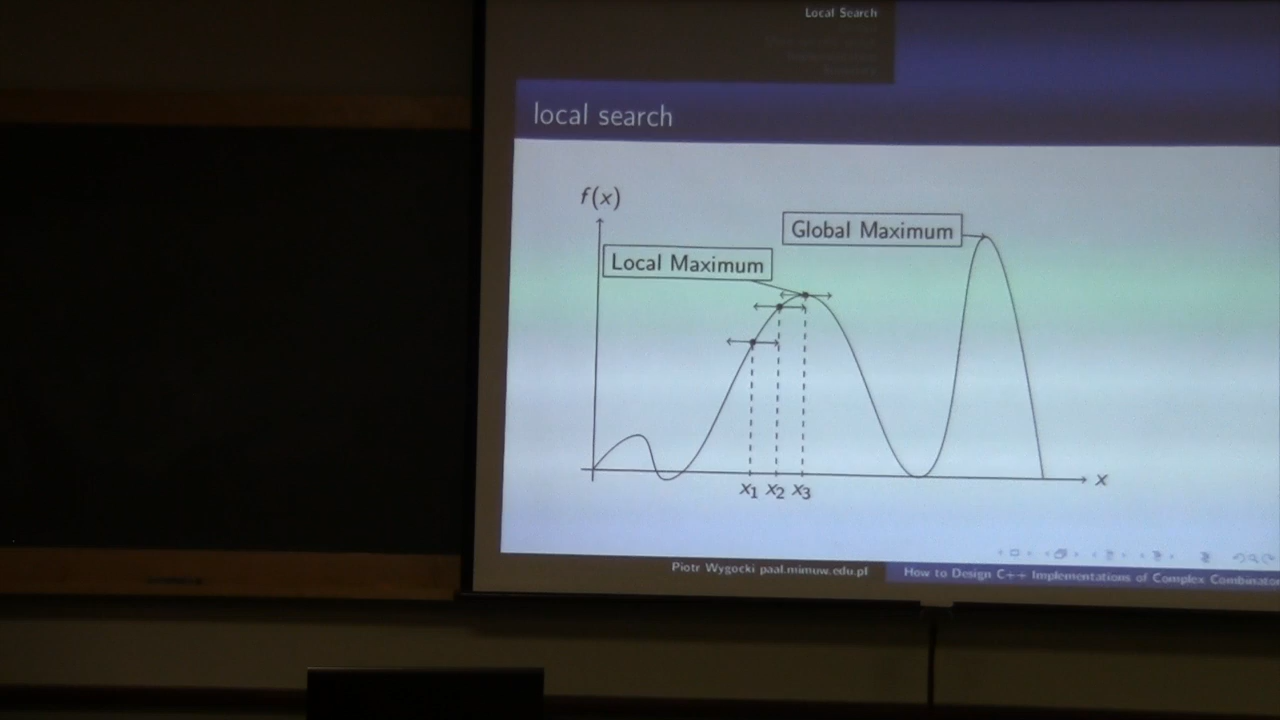 Local Search
local search
f(x)
Global Maximum
Local Maximum
x1 x2 x3
x
Piotr Wygocki paal.mimuw.edu.pl
How to Design C++ Implementations of Complex Combinator